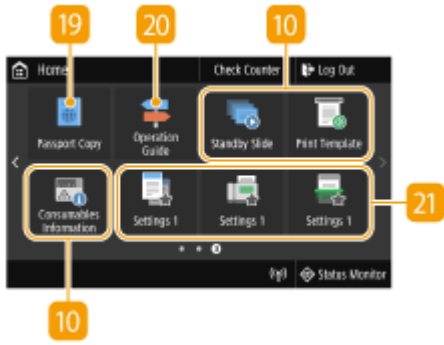 19 20 10
Home Check Counter Log Out
Passport Copy Operation Guide Standby Slide Print Template
Consumables Information Settings 1 Settings 1 Settings 1
21
3
Status Monitor
10